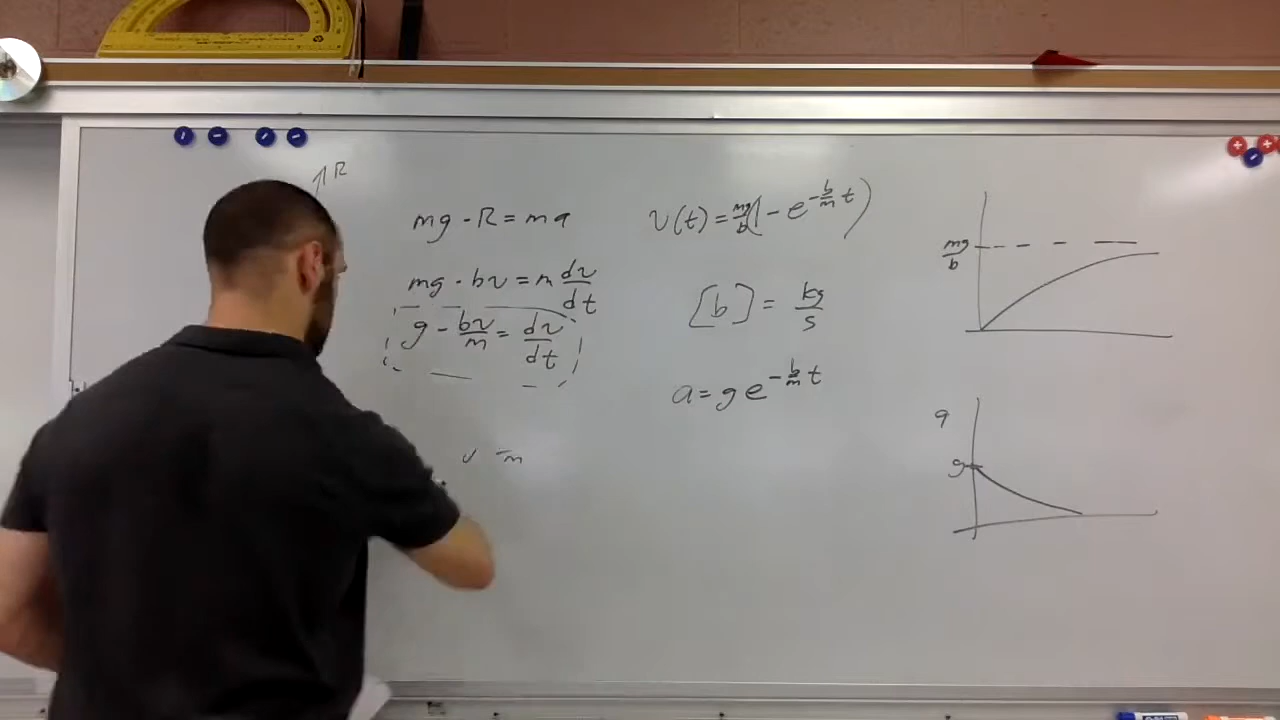 R
mg - R = ma
mg - bv = m dv/dt
g - bv/m = dv/dt
v(t) = mg/b (1 - e^{-b/m t})
[b] = kg/s
a = g e^{-b/m t}
mg/b
a
g